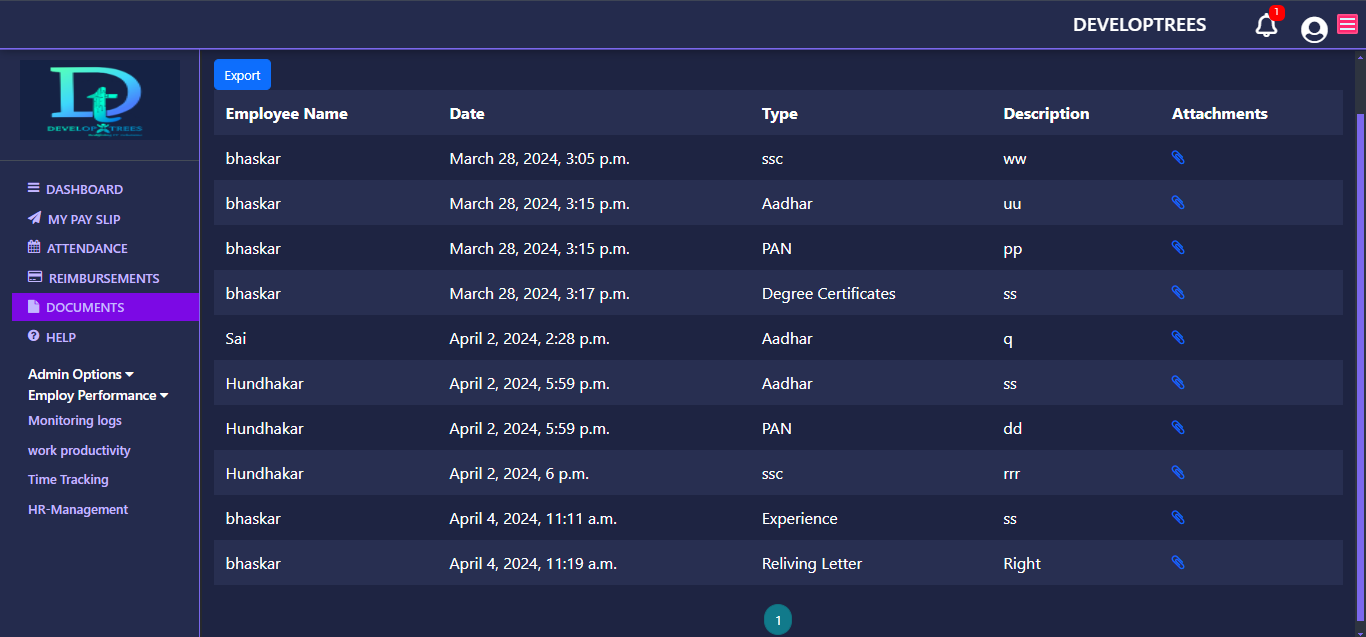 DEVELOPTREES
1
DEVELOP TREES
Export
Employee Name Date Type Description Attachments
bhaskar March 28, 2024, 3:05 p.m. ssc ww
bhaskar March 28, 2024, 3:15 p.m. Aadhar uu
bhaskar March 28, 2024, 3:15 p.m. PAN pp
bhaskar March 28, 2024, 3:17 p.m. Degree Certificates ss
Sai April 2, 2024, 2:28 p.m. Aadhar q
Hundhakar April 2, 2024, 5:59 p.m. Aadhar ss
Hundhakar April 2, 2024, 5:59 p.m. PAN dd
Hundhakar April 2, 2024, 6 p.m. ssc rrr
bhaskar April 4, 2024, 11:11 a.m. Experience ss
bhaskar April 4, 2024, 11:19 a.m. Reliving Letter Right
1
DASHBOARD
MY PAY SLIP
ATTENDANCE
REIMBURSEMENTS
DOCUMENTS
HELP
Admin Options
Employ Performance
Monitoring logs
work productivity
Time Tracking
HR-Management